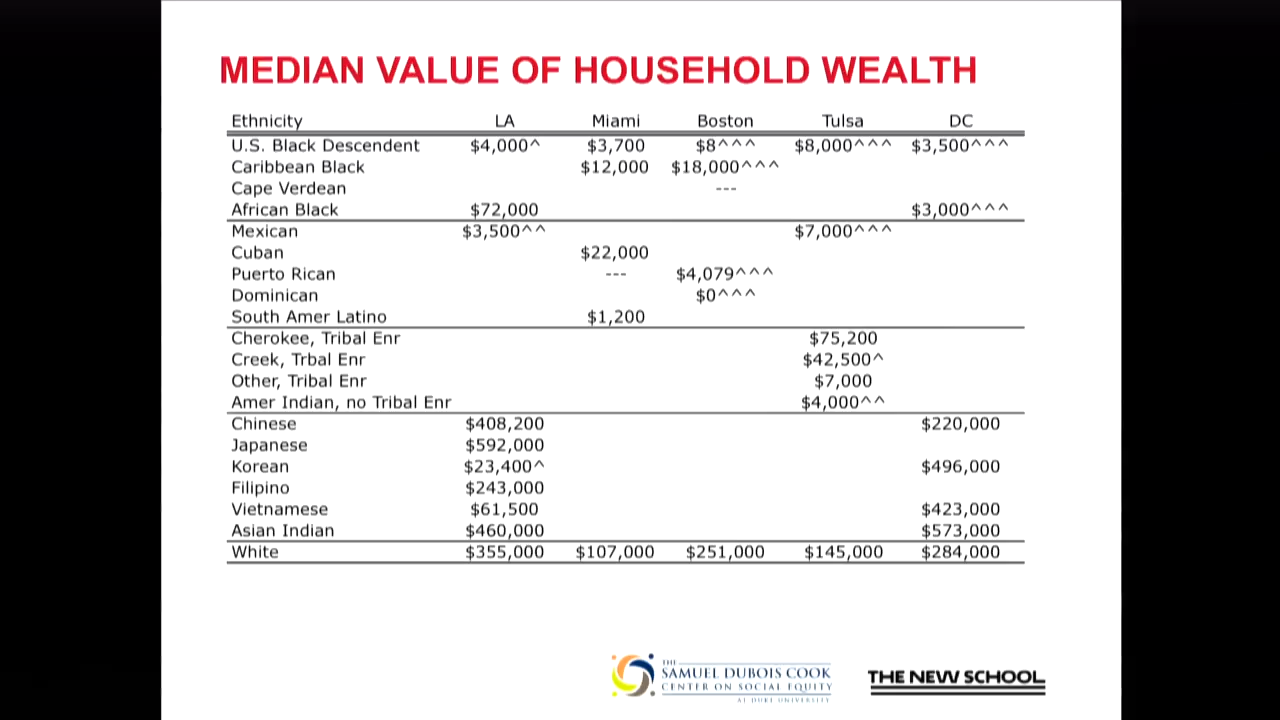 MEDIAN VALUE OF HOUSEHOLD WEALTH
Ethnicity LA Miami Boston Tulsa DC
U.S. Black Descendent $4,000^ $3,700 $8^^^ $8,000^^^ $3,500^^^
Caribbean Black $12,000 $18,000^^^
Cape Verdean ---
African Black $72,000 $3,000^^^
Mexican $3,500^^ $7,000^^^
Cuban $22,000
Puerto Rican --- $4,079^^^
Dominican $0^^^
South Amer Latino $1,200
Cherokee, Tribal Enr $75,200
Creek, Trbal Enr $42,500^
Other, Tribal Enr $7,000
Amer Indian, no Tribal Enr $4,000^^
Chinese $408,200 $220,000
Japanese $592,000
Korean $23,400^ $496,000
Filipino $243,000
Vietnamese $61,500 $423,000
Asian Indian $460,000 $573,000
White $355,000 $107,000 $251,000 $145,000 $284,000
THE
SAMUEL DUBOIS COOK
CENTER ON SOCIAL EQUITY
AT DUKE UNIVERSITY
THE NEW SCHOOL